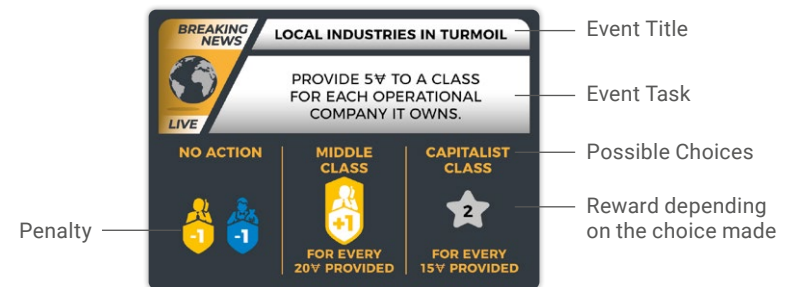 BREAKING
NEWS
LOCAL INDUSTRIES IN TURMOIL
Event Title
PROVIDE 5₩ TO A CLASS
FOR EACH OPERATIONAL
COMPANY IT OWNS.
Event Task
LIVE
NO ACTION
MIDDLE
CLASS
CAPITALIST
CLASS
Possible Choices
-1
-1
+1
2
Reward depending
on the choice made
Penalty
FOR EVERY
20₩ PROVIDED
FOR EVERY
15₩ PROVIDED